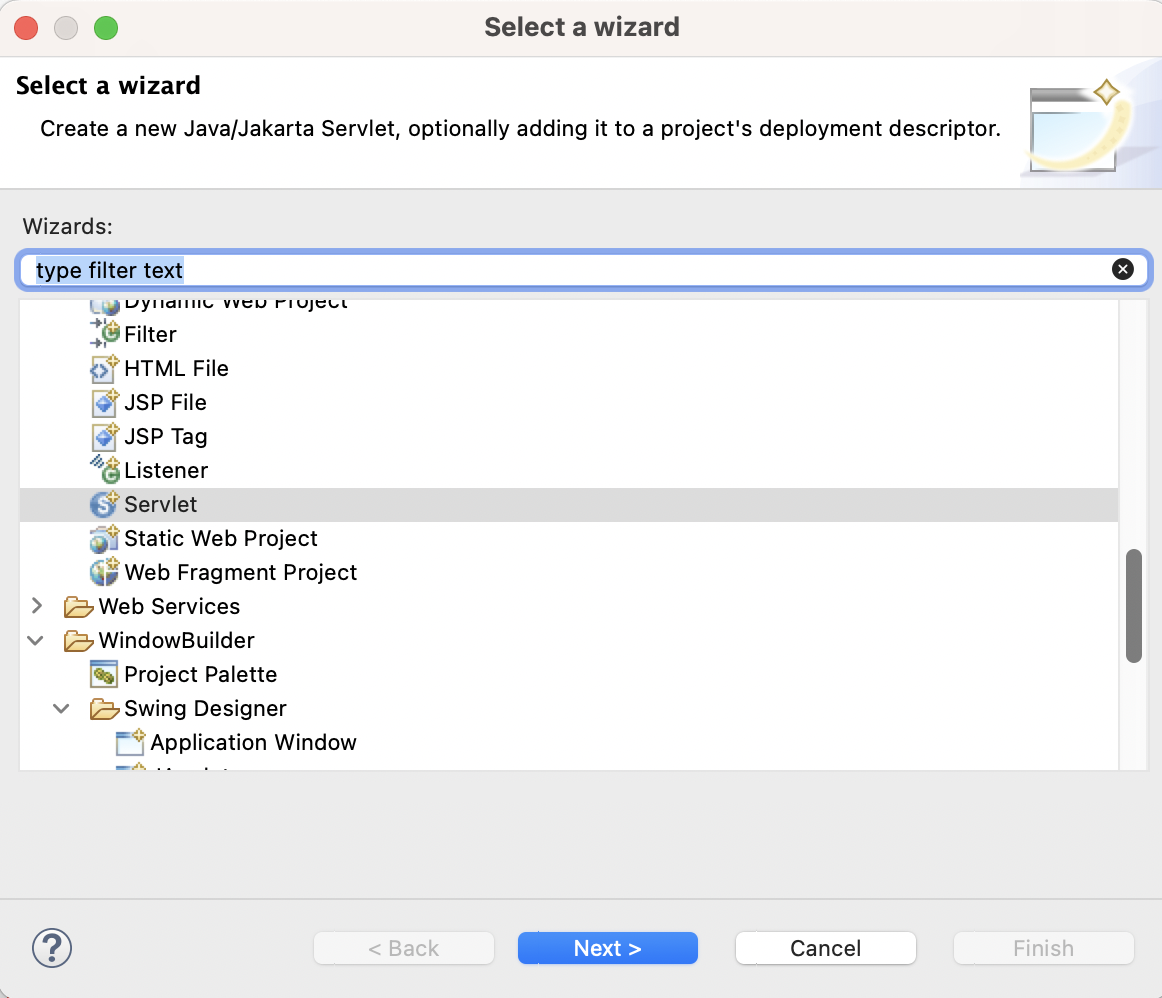 Select a wizard
Select a wizard
Create a new Java/Jakarta Servlet, optionally adding it to a project's deployment descriptor.
Wizards:
type filter text
Dynamic Web Project
Filter
HTML File
JSP File
JSP Tag
Listener
Servlet
Static Web Project
Web Fragment Project
Web Services
WindowBuilder
Project Palette
Swing Designer
Application Window
?
< Back
Next >
Cancel
Finish